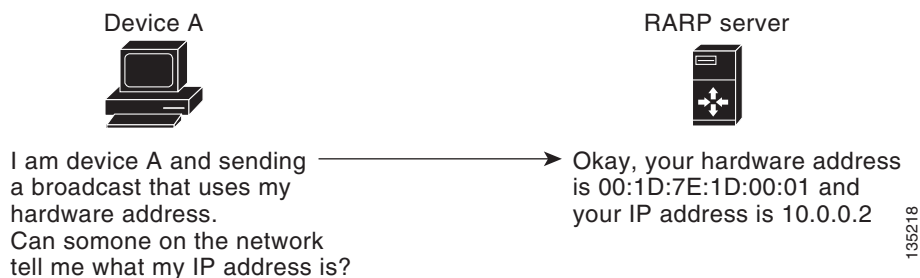 Device A
RARP server
I am device A and sending
a broadcast that uses my
hardware address.
Can somone on the network
tell me what my IP address is?
Okay, your hardware address
is 00:1D:7E:1D:00:01 and
your IP address is 10.0.0.2
135218